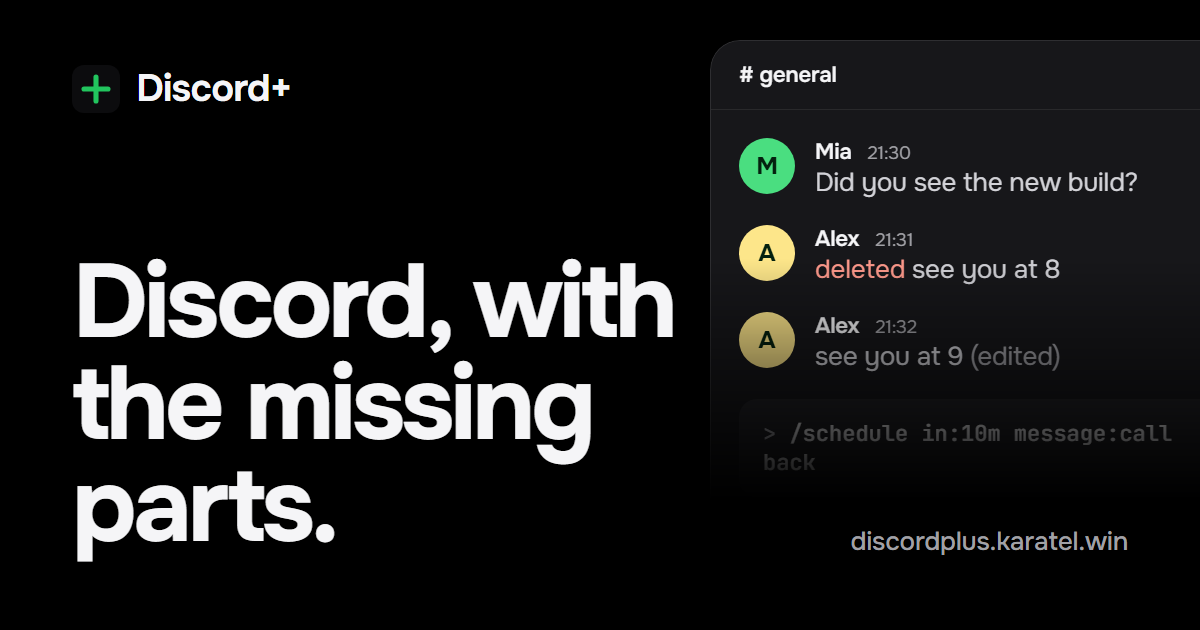 Discord+
Discord, with
the missing
parts.
# general
M
Mia 21:30
Did you see the new build?
A
Alex 21:31
deleted see you at 8
A
Alex 21:32
see you at 9 (edited)
> /schedule in:10m message:call
back
discordplus.karatel.win